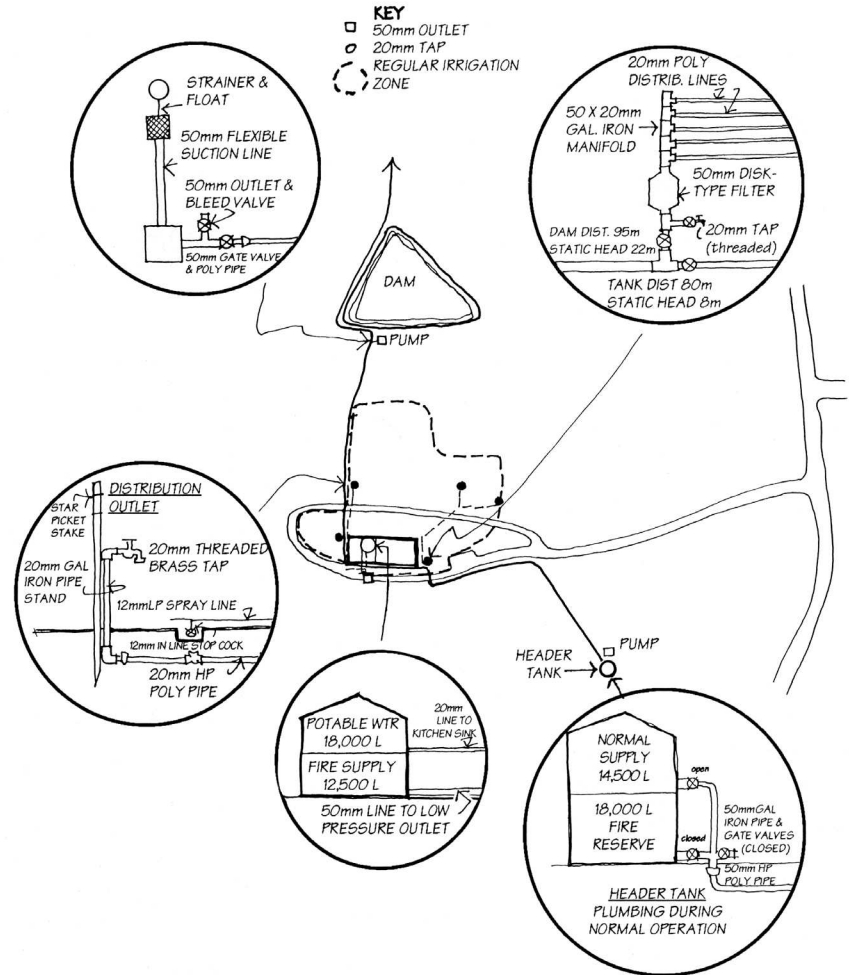 KEY
50mm OUTLET
20mm TAP
REGULAR IRRIGATION
ZONE
STRAINER &
FLOAT
50mm FLEXIBLE
SUCTION LINE
50mm OUTLET &
BLEED VALVE
50mm GATE VALVE
& POLY PIPE
20mm POLY
DISTRIB. LINES
50 X 20mm
GAL. IRON
MANIFOLD
50mm DISK-
TYPE FILTER
DAM DIST. 95m
STATIC HEAD 22m
20mm TAP
(threaded)
TANK DIST 80m
STATIC HEAD 8m
DAM
PUMP
DISTRIBUTION
OUTLET
STAR
PICKET
STAKE
20mm THREADED
BRASS TAP
20mm GAL
IRON PIPE
STAND
12mmLP SPRAY LINE
12mm IN LINE STOP COCK
20mm HP
POLY PIPE
HEADER
TANK
PUMP
POTABLE WTR
18,000 L
FIRE SUPPLY
12,500 L
20mm
LINE TO
KITCHEN SINK
50mm LINE TO LOW
PRESSURE OUTLET
NORMAL
SUPPLY
14,500 L
18,000 L
FIRE
RESERVE
open
closed
50mm GAL
IRON PIPE &
GATE VALVES
(CLOSED)
50mm HP
POLY PIPE
HEADER TANK
PLUMBING DURING
NORMAL OPERATION